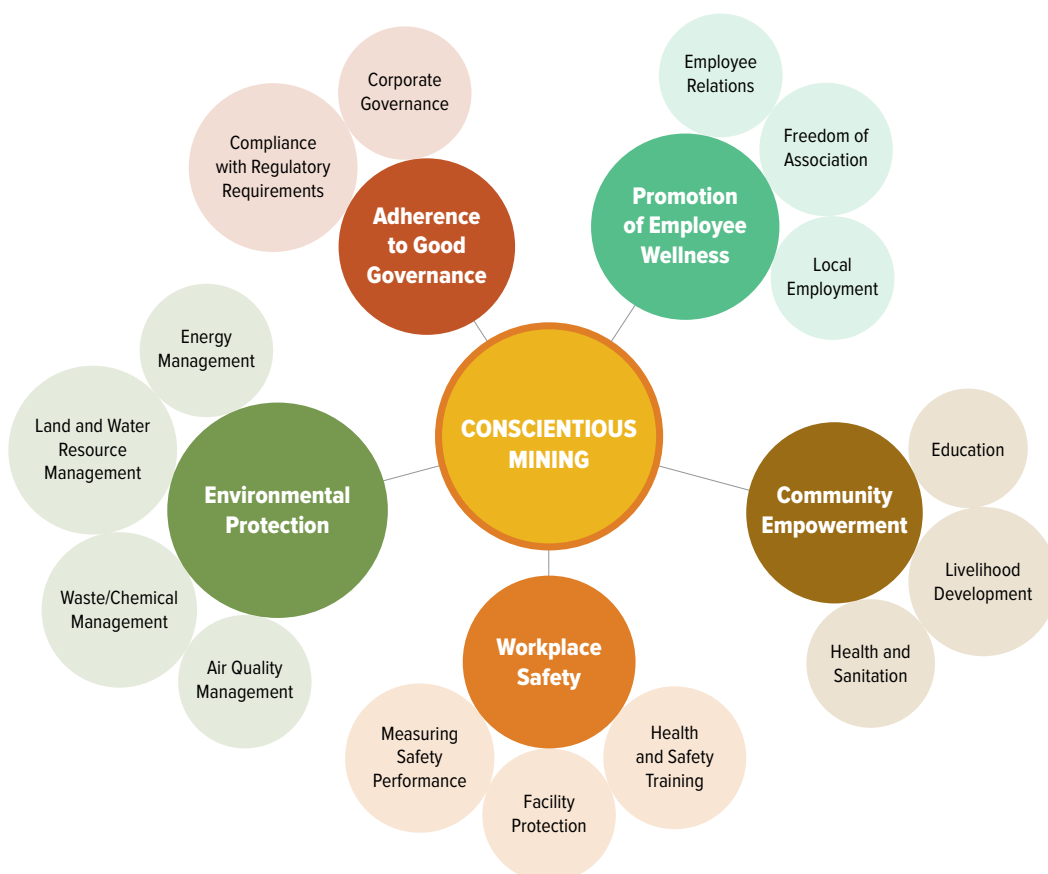 Corporate
Governance
Compliance
with Regulatory
Requirements
Adherence
to Good
Governance
Employee
Relations
Freedom of
Association
Local
Employment
Promotion
of Employee
Wellness
CONSCIENTIOUS
MINING
Energy
Management
Land and Water
Resource
Management
Waste/Chemical
Management
Air Quality
Management
Environmental
Protection
Community
Empowerment
Education
Livelihood
Development
Health and
Sanitation
Workplace
Safety
Measuring
Safety
Performance
Facility
Protection
Health
and Safety
Training